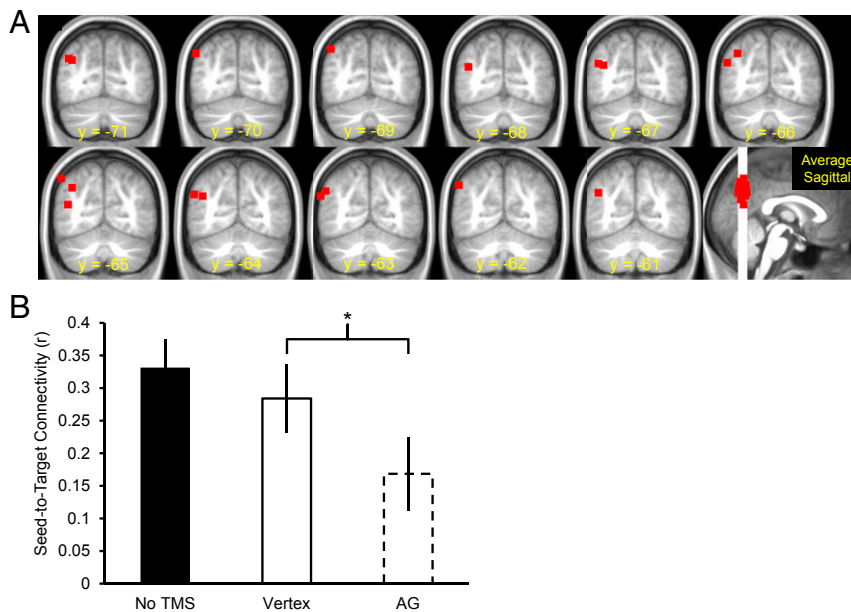 A
y = -71
y = -70
y = -69
y = -68
y = -67
y = -66
y = -65
y = -64
y = -63
y = -62
y = -61
Average
Sagittal
B
Seed-to-Target Connectivity (r)
0.4
0.35
0.3
0.25
0.2
0.15
0.1
0.05
0
*
No TMS
Vertex
AG